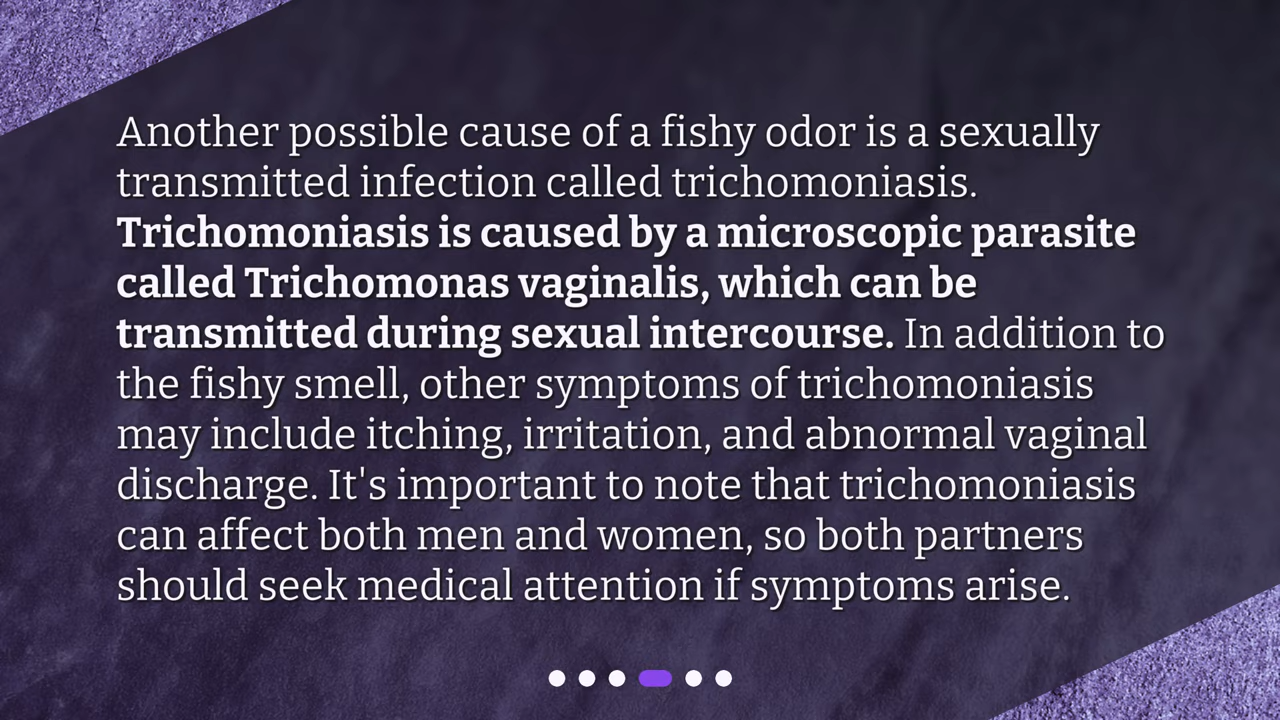 Another possible cause of a fishy odor is a sexually
transmitted infection called trichomoniasis.
Trichomoniasis is caused by a microscopic parasite
called Trichomonas vaginalis, which can be
transmitted during sexual intercourse. In addition to
the fishy smell, other symptoms of trichomoniasis
may include itching, irritation, and abnormal vaginal
discharge. It's important to note that trichomoniasis
can affect both men and women, so both partners
should seek medical attention if symptoms arise.